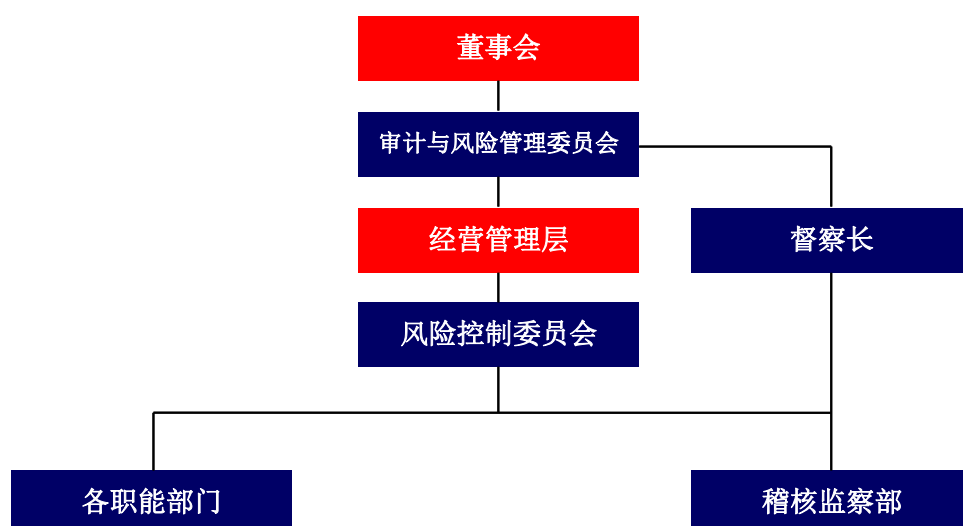 董事会
审计与风险管理委员会
经营管理层
督察长
风险控制委员会
各职能部门
稽核监察部